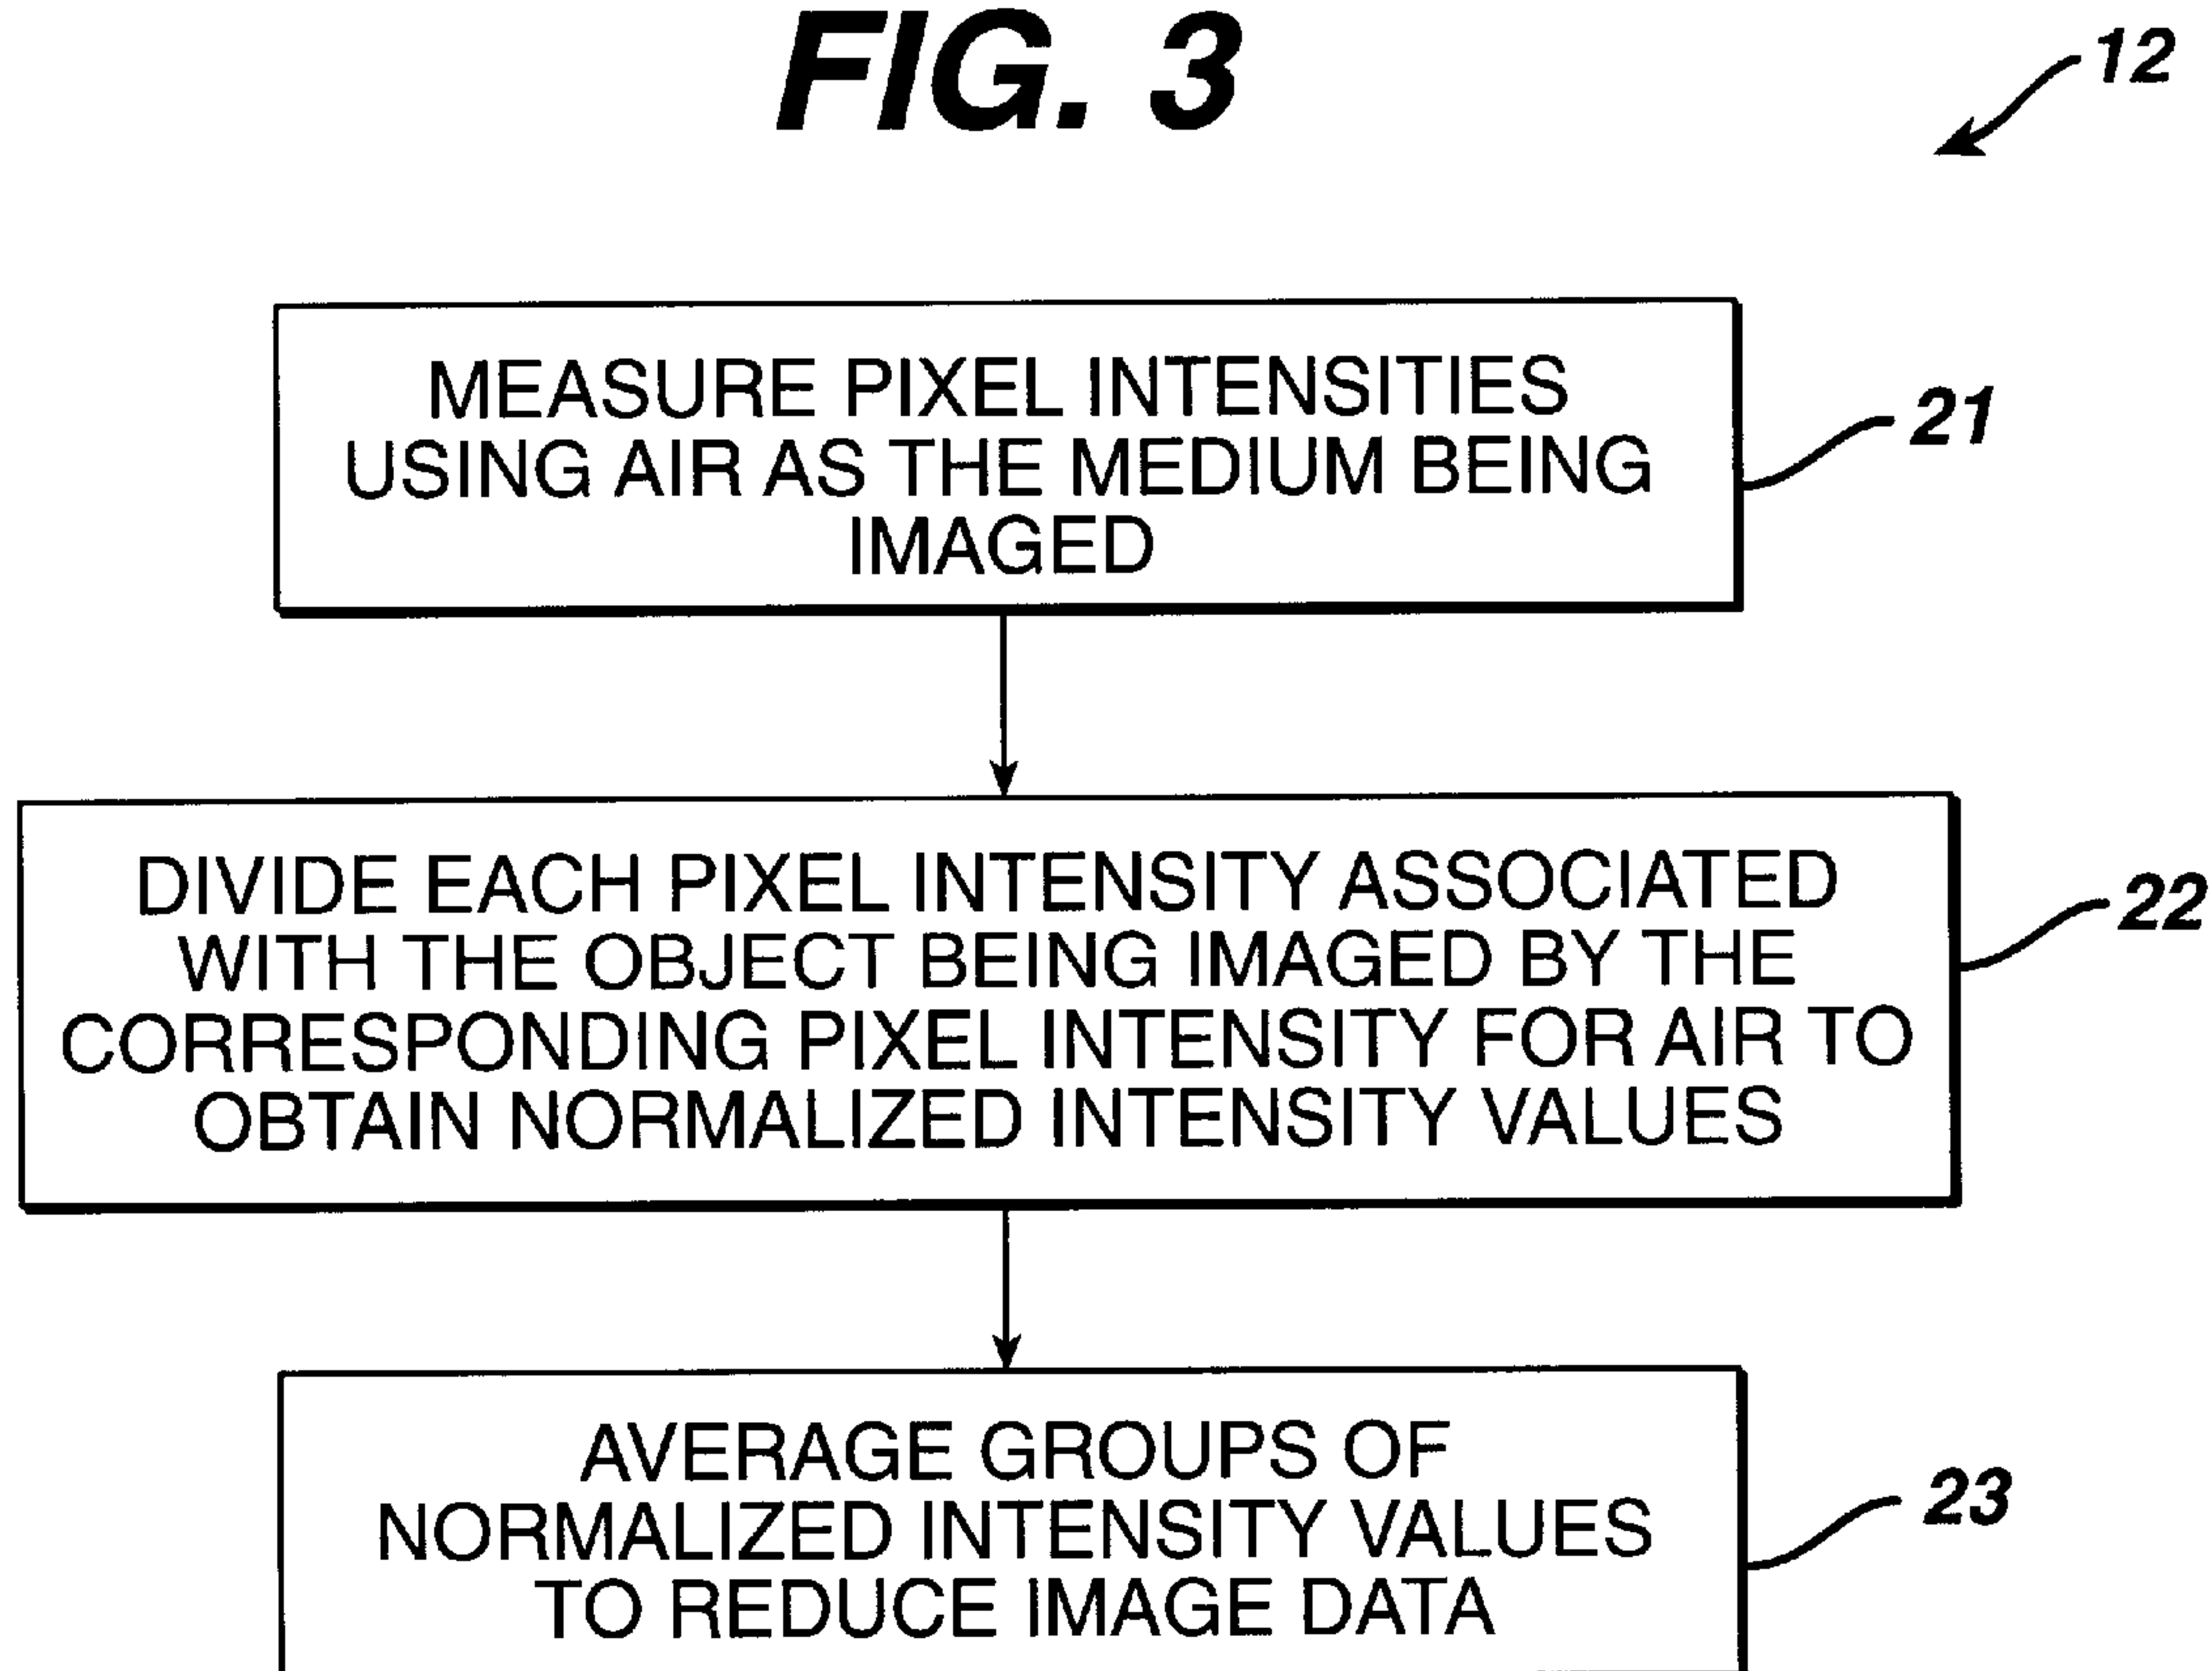 FIG. 3
12
MEASURE PIXEL INTENSITIES
USING AIR AS THE MEDIUM BEING
IMAGED
21
DIVIDE EACH PIXEL INTENSITY ASSOCIATED
WITH THE OBJECT BEING IMAGED BY THE
CORRESPONDING PIXEL INTENSITY FOR AIR TO
OBTAIN NORMALIZED INTENSITY VALUES
22
AVERAGE GROUPS OF
NORMALIZED INTENSITY VALUES
TO REDUCE IMAGE DATA
23